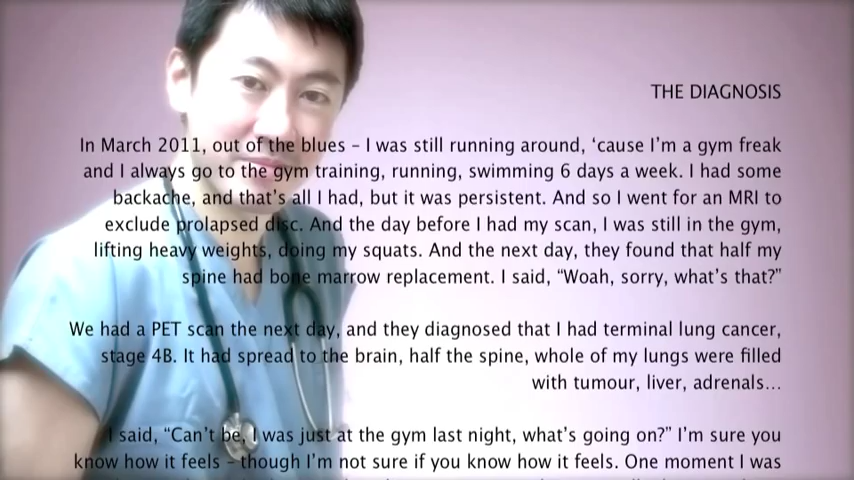 THE DIAGNOSIS
In March 2011, out of the blues – I was still running around, ‘cause I’m a gym freak
and I always go to the gym training, running, swimming 6 days a week. I had some
backache, and that’s all I had, but it was persistent. And so I went for an MRI to
exclude prolapsed disc. And the day before I had my scan, I was still in the gym,
lifting heavy weights, doing my squats. And the next day, they found that half my
spine had bone marrow replacement. I said, “Woah, sorry, what’s that?”
We had a PET scan the next day, and they diagnosed that I had terminal lung cancer,
stage 4B. It had spread to the brain, half the spine, whole of my lungs were filled
with tumour, liver, adrenals…
I said, “Can’t be, I was just at the gym last night, what’s going on?” I’m sure you
know how it feels – though I’m not sure if you know how it feels. One moment I was